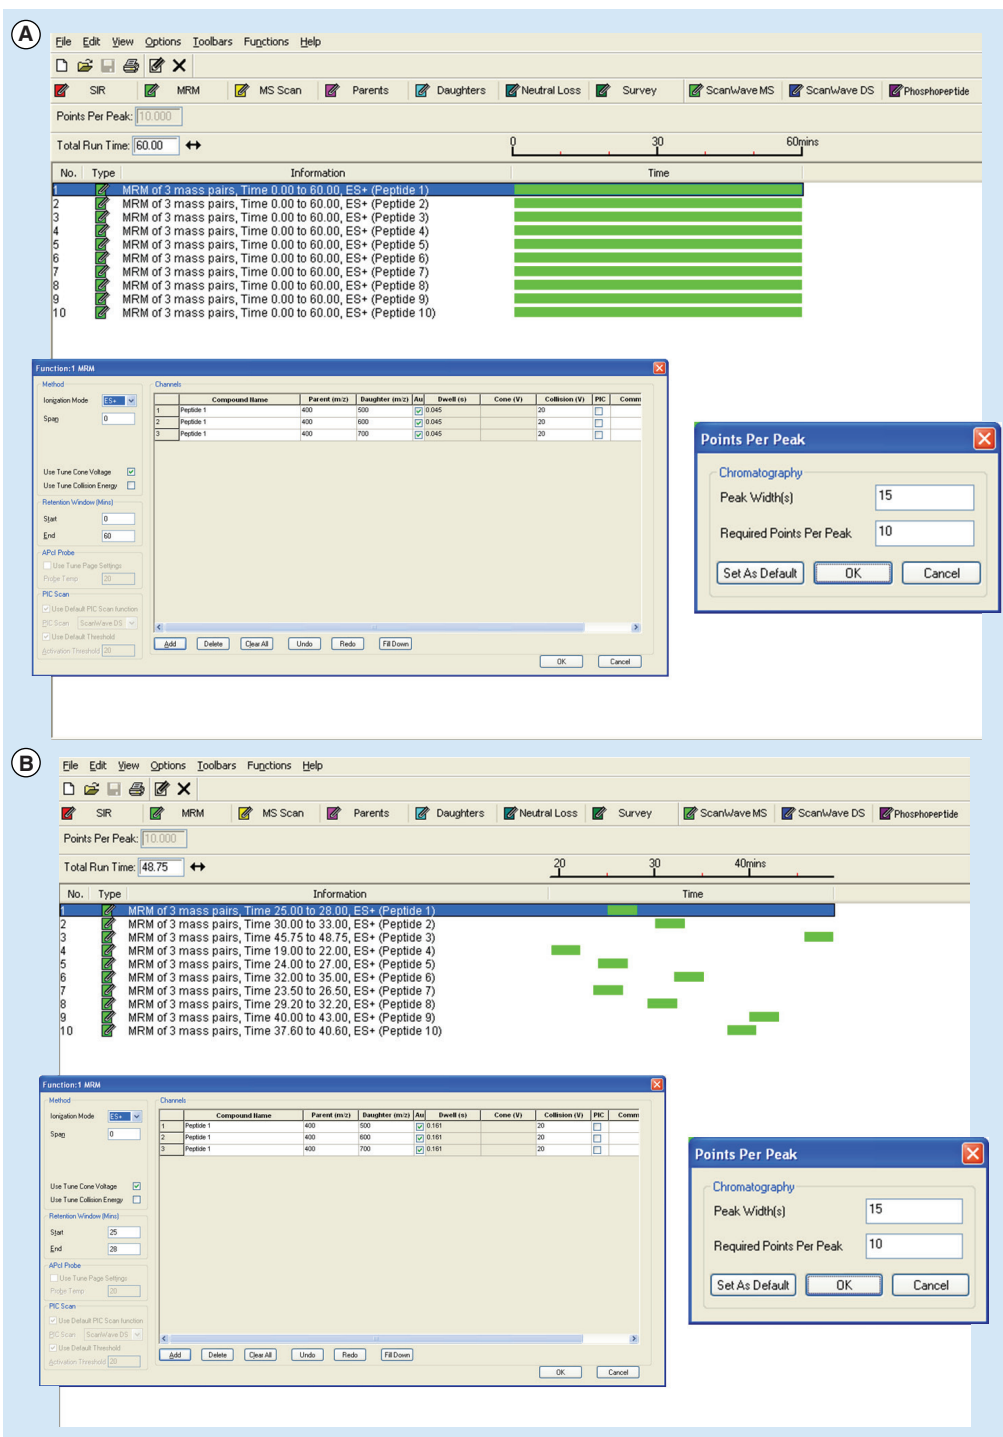 A
File Edit View Options Toolbars Functions Help
SIR MRM MS Scan Parents Daughters Neutral Loss Survey ScanWave MS ScanWave DS Phosphopeptide
Points Per Peak: 10.000
Total Run Time: 60.00 0 30 60mins
No. Type Information Time
1 MRM of 3 mass pairs, Time 0.00 to 60.00, ES+ (Peptide 1)
2 MRM of 3 mass pairs, Time 0.00 to 60.00, ES+ (Peptide 2)
3 MRM of 3 mass pairs, Time 0.00 to 60.00, ES+ (Peptide 3)
4 MRM of 3 mass pairs, Time 0.00 to 60.00, ES+ (Peptide 4)
5 MRM of 3 mass pairs, Time 0.00 to 60.00, ES+ (Peptide 5)
6 MRM of 3 mass pairs, Time 0.00 to 60.00, ES+ (Peptide 6)
7 MRM of 3 mass pairs, Time 0.00 to 60.00, ES+ (Peptide 7)
8 MRM of 3 mass pairs, Time 0.00 to 60.00, ES+ (Peptide 8)
9 MRM of 3 mass pairs, Time 0.00 to 60.00, ES+ (Peptide 9)
10 MRM of 3 mass pairs, Time 0.00 to 60.00, ES+ (Peptide 10)
Function:1 MRM
Method
Ionization Mode ES+
Span 0
Use Tune Cone Voltage
Use Tune Collision Energy
Retention Window (Mins)
Start 0
End 60
APcI Probe
Use Tune Page Settings
Probe Temp 20
PIC Scan
Use Default PIC Scan function
PIC Scan ScanWave DS
Use Default Threshold
Activation Threshold 20
Channels
Compound Name Parent (m/z) Daughter (m/z) Au Dwell (s) Cone (V) Collision (V) PIC Comm
1 Peptide 1 400 500 0.045 20
2 Peptide 1 400 600 0.045 20
3 Peptide 1 400 700 0.045 20
Add Delete Clear All Undo Redo Fill Down
OK Cancel
Points Per Peak
Chromatography
Peak Width(s) 15
Required Points Per Peak 10
Set As Default OK Cancel
B
File Edit View Options Toolbars Functions Help
SIR MRM MS Scan Parents Daughters Neutral Loss Survey ScanWave MS ScanWave DS Phosphopeptide
Points Per Peak: 10.000
Total Run Time: 48.75 20 30 40mins
No. Type Information Time
1 MRM of 3 mass pairs, Time 25.00 to 28.00, ES+ (Peptide 1)
2 MRM of 3 mass pairs, Time 30.00 to 33.00, ES+ (Peptide 2)
3 MRM of 3 mass pairs, Time 45.75 to 48.75, ES+ (Peptide 3)
4 MRM of 3 mass pairs, Time 19.00 to 22.00, ES+ (Peptide 4)
5 MRM of 3 mass pairs, Time 24.00 to 27.00, ES+ (Peptide 5)
6 MRM of 3 mass pairs, Time 32.00 to 35.00, ES+ (Peptide 6)
7 MRM of 3 mass pairs, Time 23.50 to 26.50, ES+ (Peptide 7)
8 MRM of 3 mass pairs, Time 29.20 to 32.20, ES+ (Peptide 8)
9 MRM of 3 mass pairs, Time 40.00 to 43.00, ES+ (Peptide 9)
10 MRM of 3 mass pairs, Time 37.60 to 40.60, ES+ (Peptide 10)
Function:1 MRM
Method
Ionization Mode ES+
Span 0
Use Tune Cone Voltage
Use Tune Collision Energy
Retention Window (Mins)
Start 25
End 28
APcI Probe
Use Tune Page Settings
Probe Temp 20
PIC Scan
Use Default PIC Scan function
PIC Scan ScanWave DS
Use Default Threshold
Activation Threshold 20
Channels
Compound Name Parent (m/z) Daughter (m/z) Au Dwell (s) Cone (V) Collision (V) PIC Comm
1 Peptide 1 400 500 0.161 20
2 Peptide 1 400 600 0.161 20
3 Peptide 1 400 700 0.161 20
Add Delete Clear All Undo Redo Fill Down
OK Cancel
Points Per Peak
Chromatography
Peak Width(s) 15
Required Points Per Peak 10
Set As Default OK Cancel